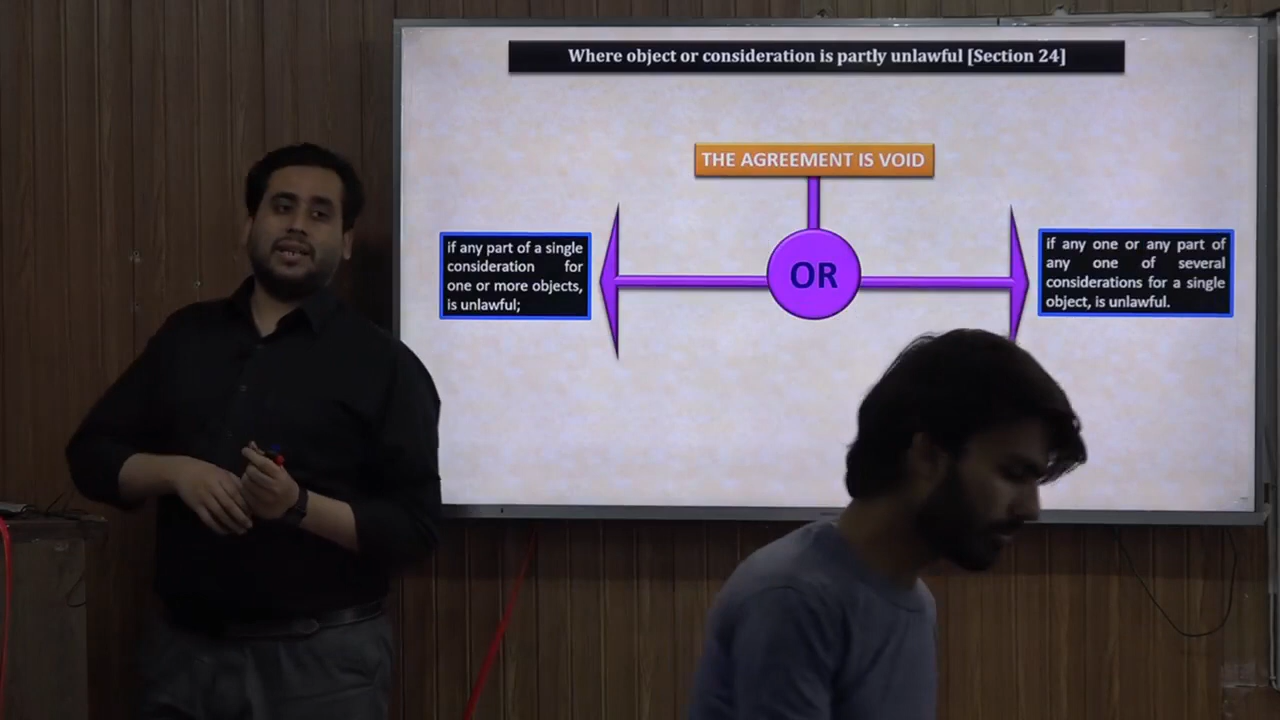 Where object or consideration is partly unlawful [Section 24]
THE AGREEMENT IS VOID
if any part of a single
consideration for
one or more objects,
is unlawful;
OR
if any one or any part of
any one of several
considerations for a single
object, is unlawful.